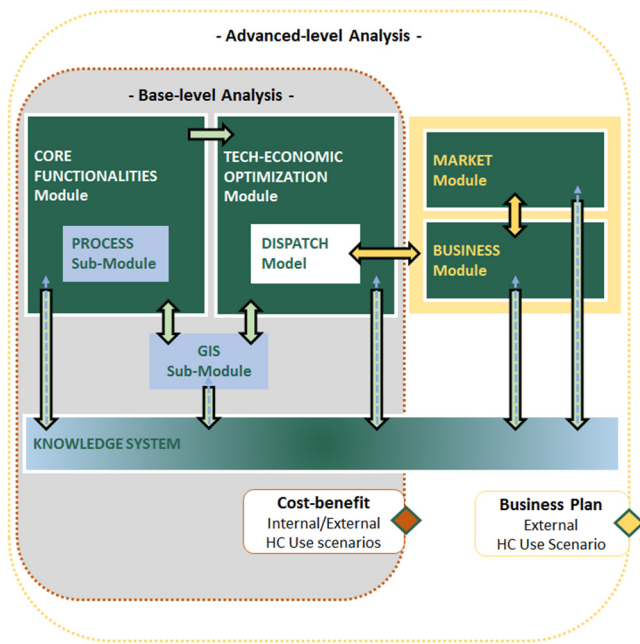 - Advanced-level Analysis -
- Base-level Analysis -
CORE
FUNCTIONALITIES
Module
PROCESS
Sub-Module
TECH-ECONOMIC
OPTIMIZATION
Module
DISPATCH
Model
MARKET
Module
BUSINESS
Module
GIS
Sub-Module
KNOWLEDGE SYSTEM
Cost-benefit
Internal/External
HC Use scenarios
Business Plan
External
HC Use Scenario